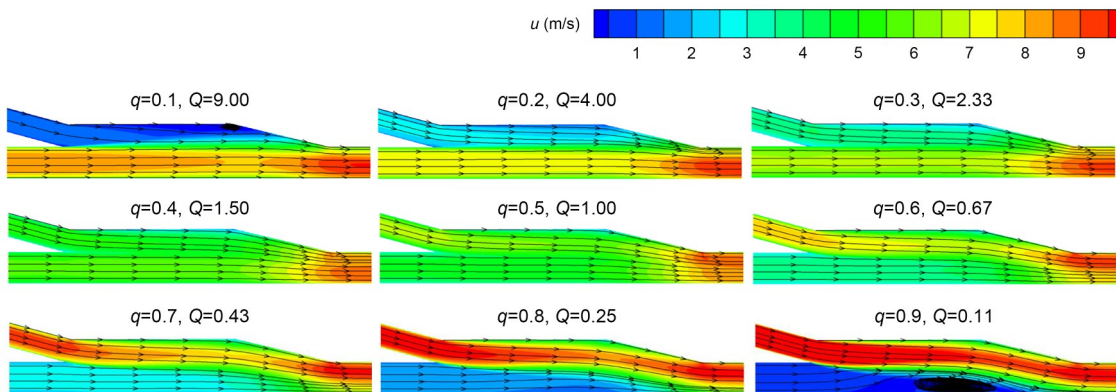 u (m/s)
1 2 3 4 5 6 7 8 9
q=0.1, Q=9.00
q=0.2, Q=4.00
q=0.3, Q=2.33
q=0.4, Q=1.50
q=0.5, Q=1.00
q=0.6, Q=0.67
q=0.7, Q=0.43
q=0.8, Q=0.25
q=0.9, Q=0.11